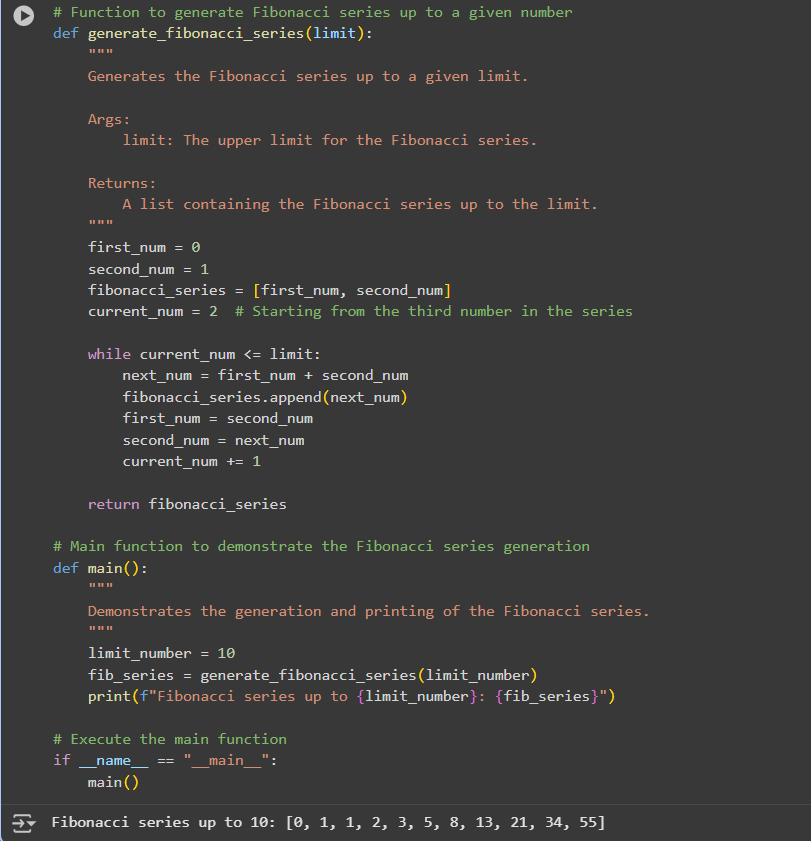 # Function to generate Fibonacci series up to a given number
def generate_fibonacci_series(limit):
    """
    Generates the Fibonacci series up to a given limit.

    Args:
        limit: The upper limit for the Fibonacci series.

    Returns:
        A list containing the Fibonacci series up to the limit.
    """
    first_num = 0
    second_num = 1
    fibonacci_series = [first_num, second_num]
    current_num = 2  # Starting from the third number in the series

    while current_num <= limit:
        next_num = first_num + second_num
        fibonacci_series.append(next_num)
        first_num = second_num
        second_num = next_num
        current_num += 1

    return fibonacci_series

# Main function to demonstrate the Fibonacci series generation
def main():
    """
    Demonstrates the generation and printing of the Fibonacci series.
    """
    limit_number = 10
    fib_series = generate_fibonacci_series(limit_number)
    print(f"Fibonacci series up to {limit_number}: {fib_series}")

# Execute the main function
if __name__ == "__main__":
    main()
Fibonacci series up to 10: [0, 1, 1, 2, 3, 5, 8, 13, 21, 34, 55]